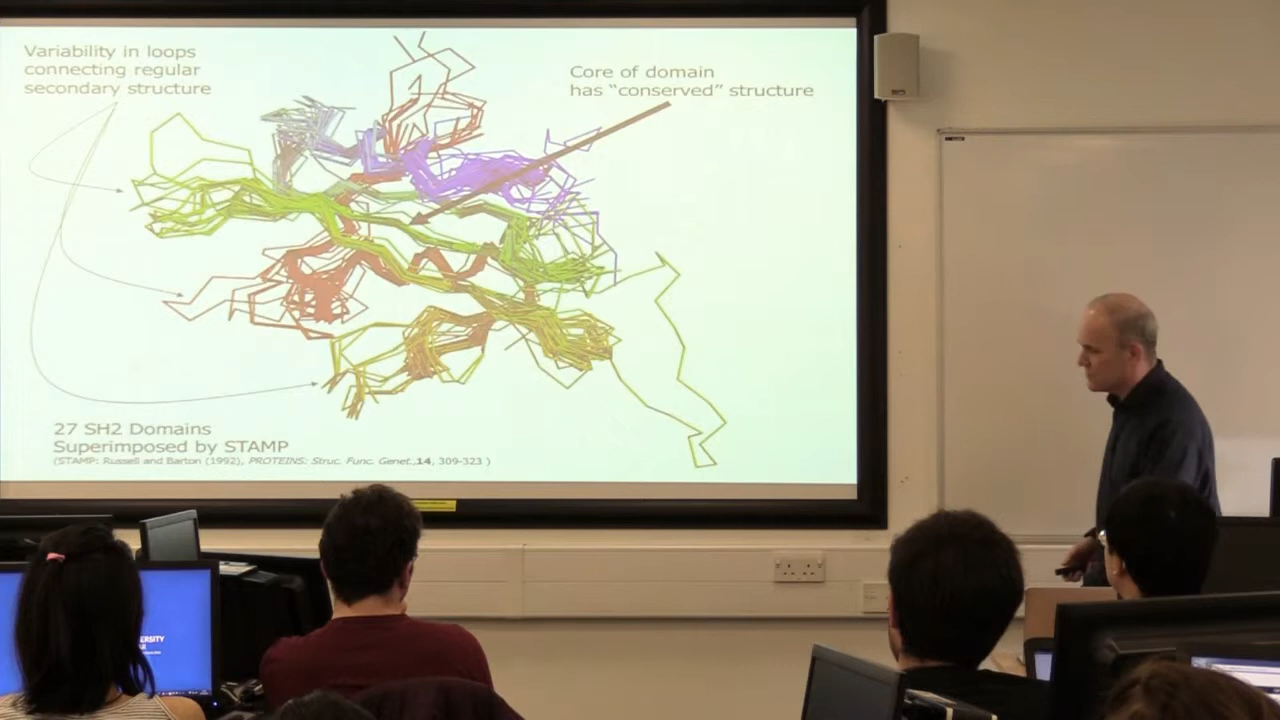 Variability in loops
connecting regular
secondary structure
Core of domain
has “conserved” structure
27 SH2 Domains
Superimposed by STAMP
(STAMP: Russell and Barton (1992), PROTEINS: Struc. Func. Genet.,14, 309-323 )
ERSITY